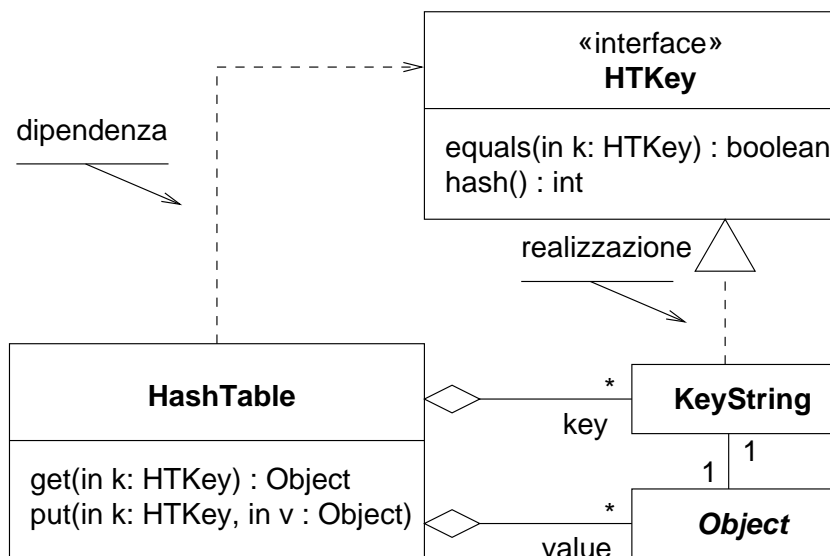 «interface»
HTKey
dipendenza
equals(in k: HTKey) : boolean
hash() : int
realizzazione
HashTable
*
KeyString
key
1
1
get(in k: HTKey) : Object
put(in k: HTKey, in v : Object)
*
Object
value